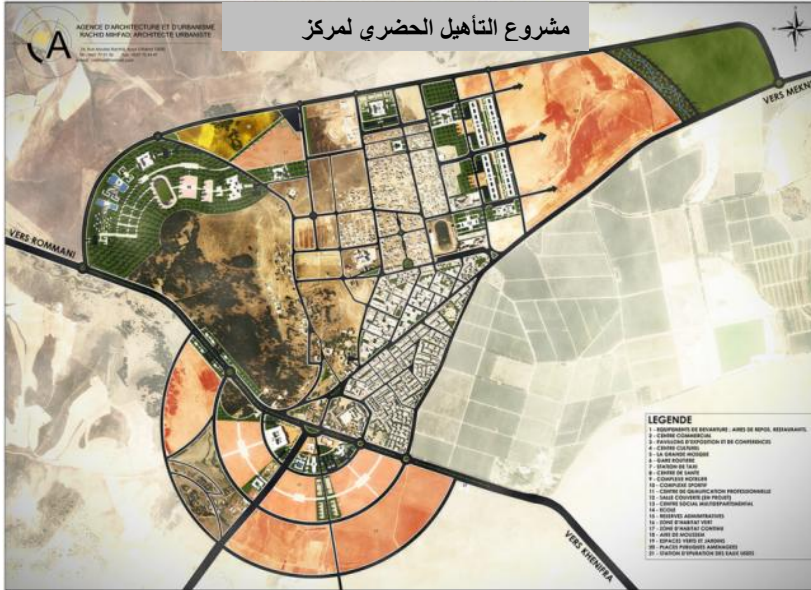 مشروع التأهيل الحضري لمركز
AGENCE D'ARCHITECTURE ET D'URBANISME
RACHID MIHFAD: ARCHITECTE URBANISTE
A
VERS ROMMANI
VERS MEKN
VERS KHENIFRA
LEGENDE
1 - EQUIPEMENTS DE DEVANTURE : AIRES DE REPOS, RESTAURANTS,
2 - CENTRE COMMERCIAL
3 - PAVILLONS D'EXPOSITION ET DE CONFERENCES
4 - CENTRE CULTUREL
5 - LA GRANDE MOSQUEE
6 - GARE ROUTIERE
7 - STATION DE TAXI
8 - CENTRE DE SANTE
9 - COMPLEXE HOTELIER
10 - COMPLEXE SPORTIF
11 - CENTRE DE QUALIFICATION PROFESSIONNELLE
12 - SALLE COUVERTE (EN PROJET)
13 - CENTRE SOCIAL MULTIDEPARTEMENTAL
14 - ECOLE
15 - RESERVES ADMINISTRATIVES
16 - ZONE D'HABITAT VERT
17 - ZONE D'HABITAT CONTINU
18 - AIRE DE MOUSSEM
19 - ESPACES VERTS ET JARDINS
20 - PLACES PUBLIQUES AMENAGEES
21 - STATION D'EPURATION DES EAUX USEES